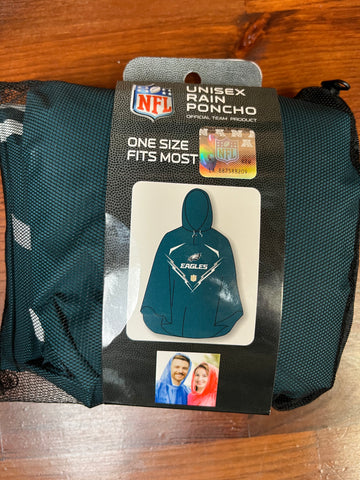 NFL
UNISEX
RAIN
PONCHO
OFFICIAL TEAM PRODUCT
ONE SIZE
FITS MOST
NFL
EAGLES